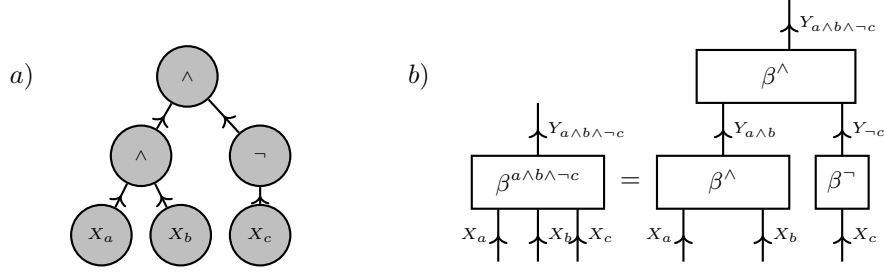 a)
∧
∧ ¬
X_a X_b X_c
b)
Y_{a∧b∧¬c}
β^∧
Y_{a∧b∧¬c} Y_{a∧b} Y_{¬c}
β^{a∧b∧¬c} = β^∧ β^¬
X_a X_b X_c X_a X_b X_c